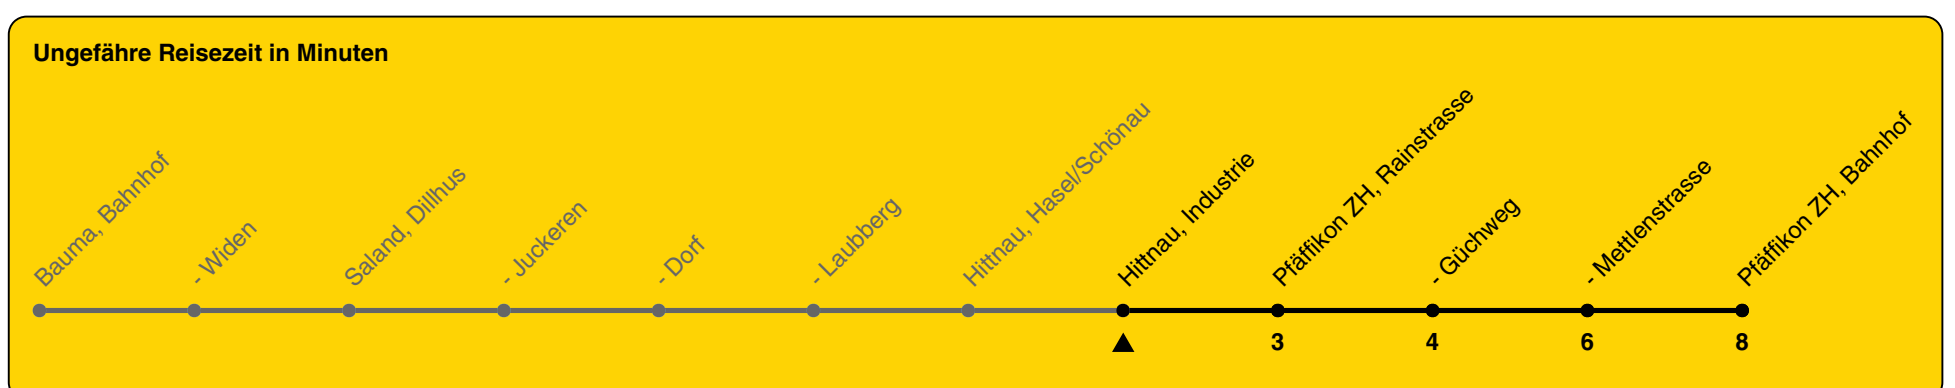 Ungefähre Reisezeit in Minuten
Bauma, Bahnhof
- Widen
Saland, Dillhus
- Juckeren
- Dorf
- Laubberg
Hittnau, Hasel/Schönau
Hittnau, Industrie
Pfäffikon ZH, Rainstrasse
- Güchweg
- Mettlenstrasse
Pfäffikon ZH, Bahnhof
3 4 6 8